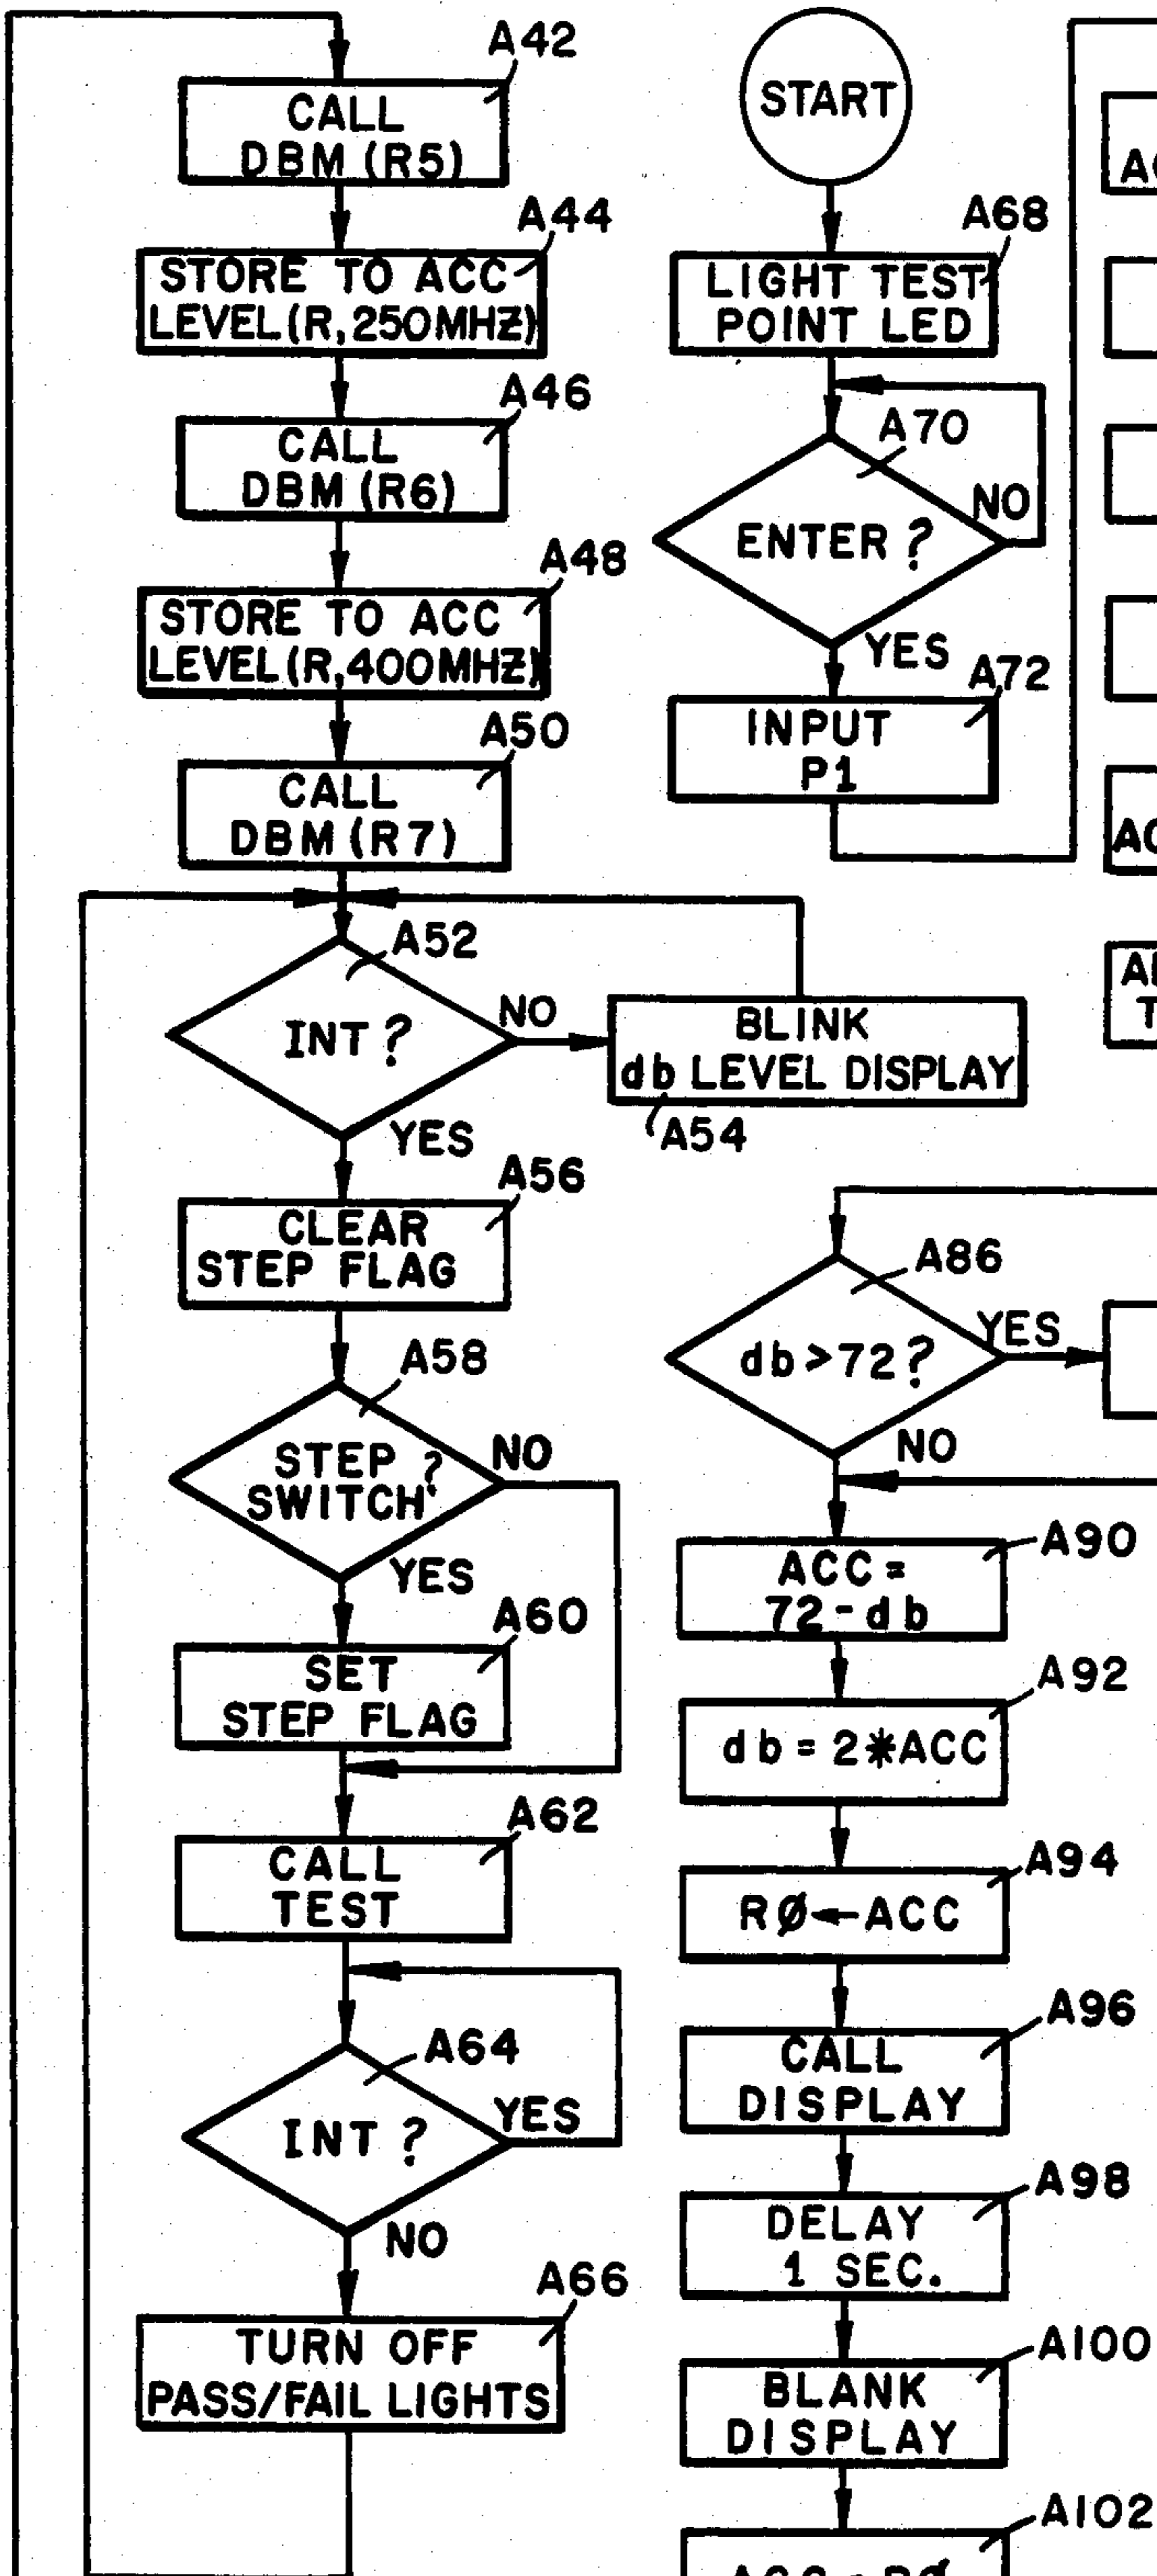 A42
CALL
DBM (R5)
A44
STORE TO ACC
LEVEL(R,250MHZ)
A46
CALL
DBM (R6)
A48
STORE TO ACC
LEVEL(R,400MHZ)
A50
CALL
DBM (R7)
A52
INT ?
NO
YES
BLINK
db LEVEL DISPLAY
A54
A56
CLEAR
STEP FLAG
A58
STEP ?
SWITCH
NO
YES
A60
SET
STEP FLAG
A62
CALL
TEST
A64
INT ?
YES
NO
A66
TURN OFF
PASS/FAIL LIGHTS
START
A68
LIGHT TEST
POINT LED
A70
ENTER ?
NO
YES
A72
INPUT
P1
A86
db > 72 ?
YES
NO
A90
ACC =
72 - db
A92
db = 2*ACC
A94
RØ←ACC
A96
CALL
DISPLAY
A98
DELAY
1 SEC.
A100
BLANK
DISPLAY
A102